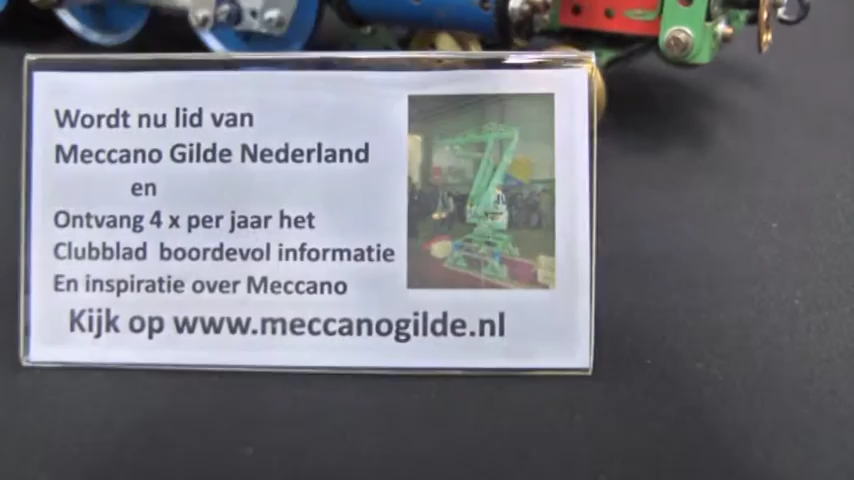 Wordt nu lid van
Meccano Gilde Nederland
en
Ontvang 4 x per jaar het
Clubblad boordevol informatie
En inspiratie over Meccano
Kijk op www.meccanogilde.nl